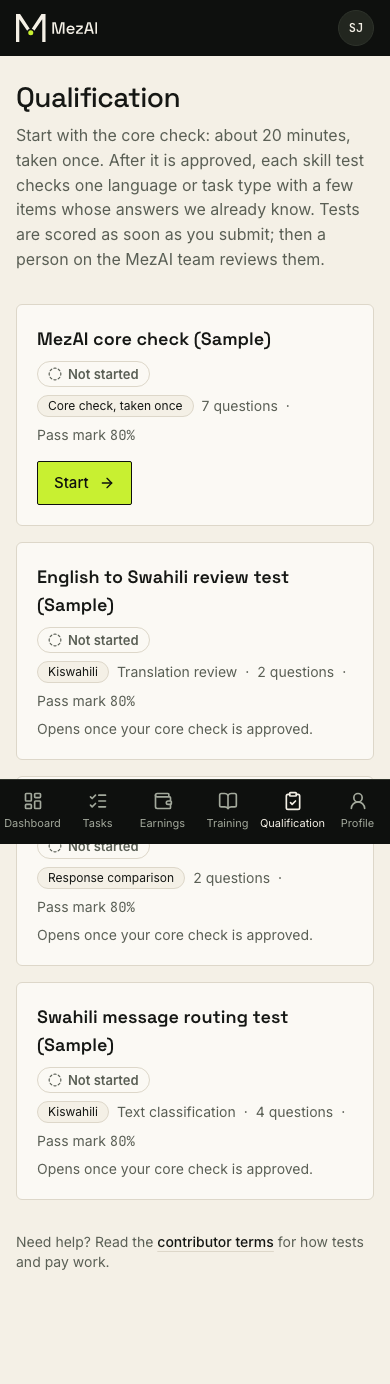 MezAI
SJ
Qualification
Start with the core check: about 20 minutes,
taken once. After it is approved, each skill test
checks one language or task type with a few
items whose answers we already know. Tests
are scored as soon as you submit; then a
person on the MezAI team reviews them.
MezAI core check (Sample)
Not started
Core check, taken once 7 questions ·
Pass mark 80%
Start →
English to Swahili review test
(Sample)
Not started
Kiswahili Translation review · 2 questions ·
Pass mark 80%
Opens once your core check is approved.
Dashboard Tasks Earnings Training Qualification Profile
Not started
Response comparison 2 questions ·
Pass mark 80%
Opens once your core check is approved.
Swahili message routing test
(Sample)
Not started
Kiswahili Text classification · 4 questions ·
Pass mark 80%
Opens once your core check is approved.
Need help? Read the contributor terms for how tests
and pay work.